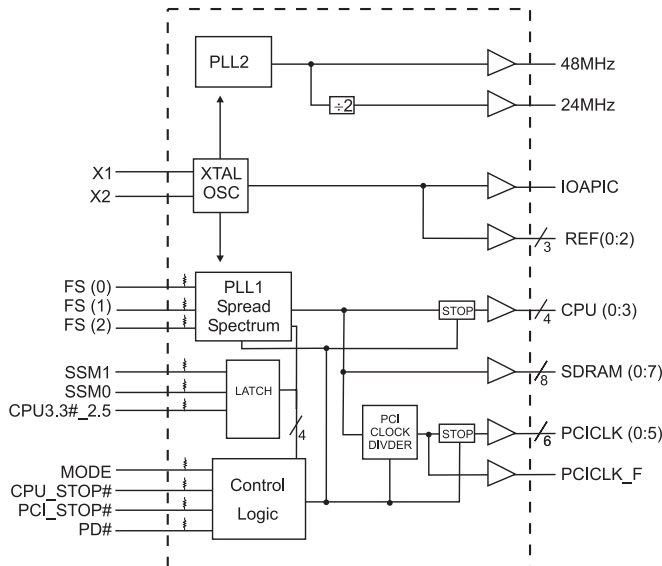 PLL2
48MHz
÷2
24MHz
X1
X2
XTAL
OSC
IOAPIC
REF(0:2)
3
FS (0)
FS (1)
FS (2)
PLL1
Spread
Spectrum
STOP
CPU (0:3)
4
SSM1
SSM0
CPU3.3#_2.5
LATCH
SDRAM (0:7)
8
4
PCI
CLOCK
DIVDER
STOP
PCICLK (0:5)
6
PCICLK_F
MODE
CPU_STOP#
PCI_STOP#
PD#
Control
Logic